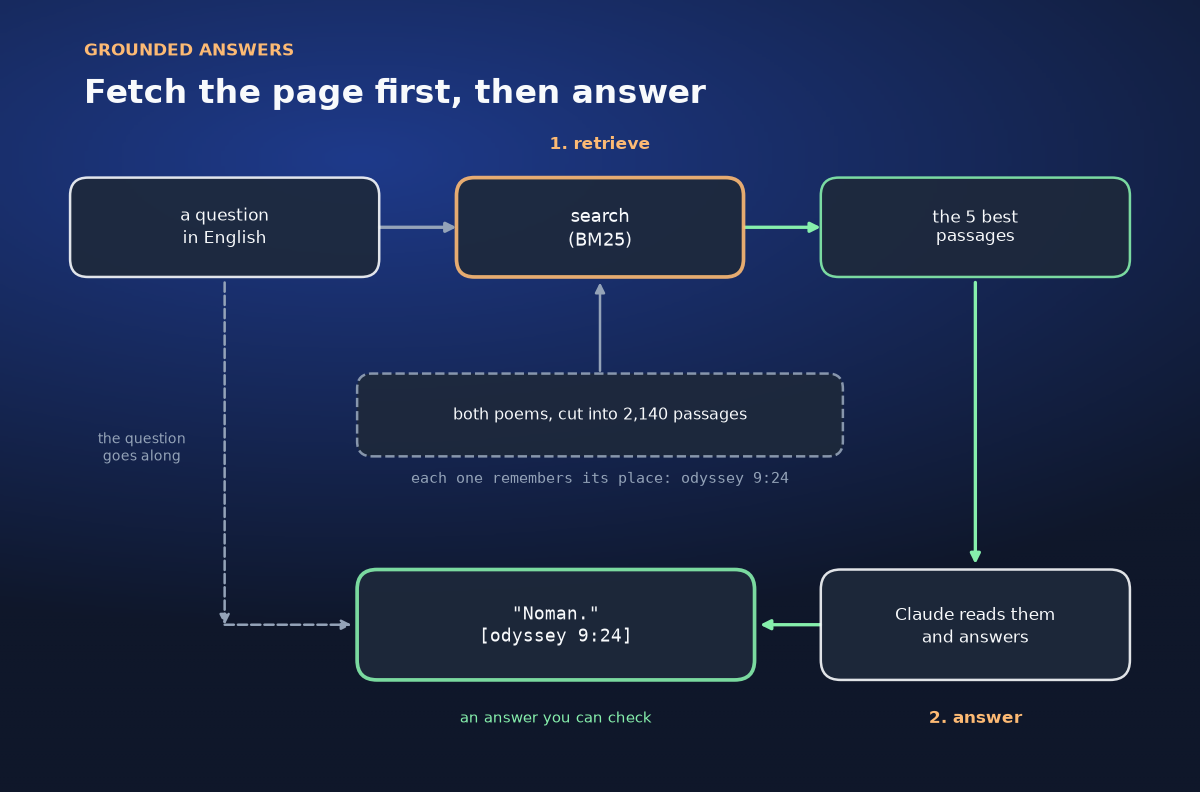 GROUNDED ANSWERS
Fetch the page first, then answer
1. retrieve
a question
in English
search
(BM25)
the 5 best
passages
both poems, cut into 2,140 passages
each one remembers its place: odyssey 9:24
the question
goes along
"Noman."
[odyssey 9:24]
Claude reads them
and answers
an answer you can check
2. answer